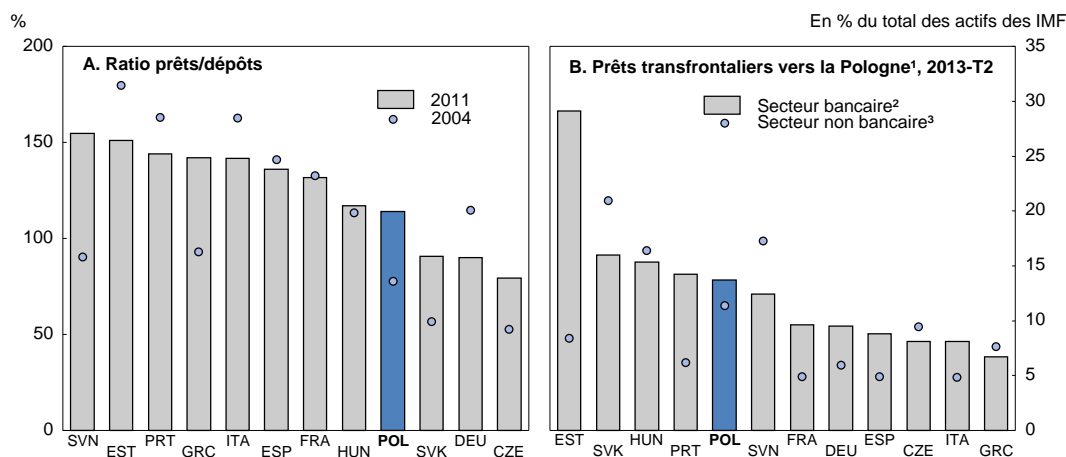 %
En % du total des actifs des IMF
200
A. Ratio prêts/dépôts
2011
2004
150
100
50
0
SVN EST PRT GRC ITA ESP FRA HUN POL SVK DEU CZE
35
B. Prêts transfrontaliers vers la Pologne¹, 2013-T2
Secteur bancaire²
Secteur non bancaire³
30
25
20
15
10
5
0
EST SVK HUN PRT POL SVN FRA DEU ESP CZE ITA GRC